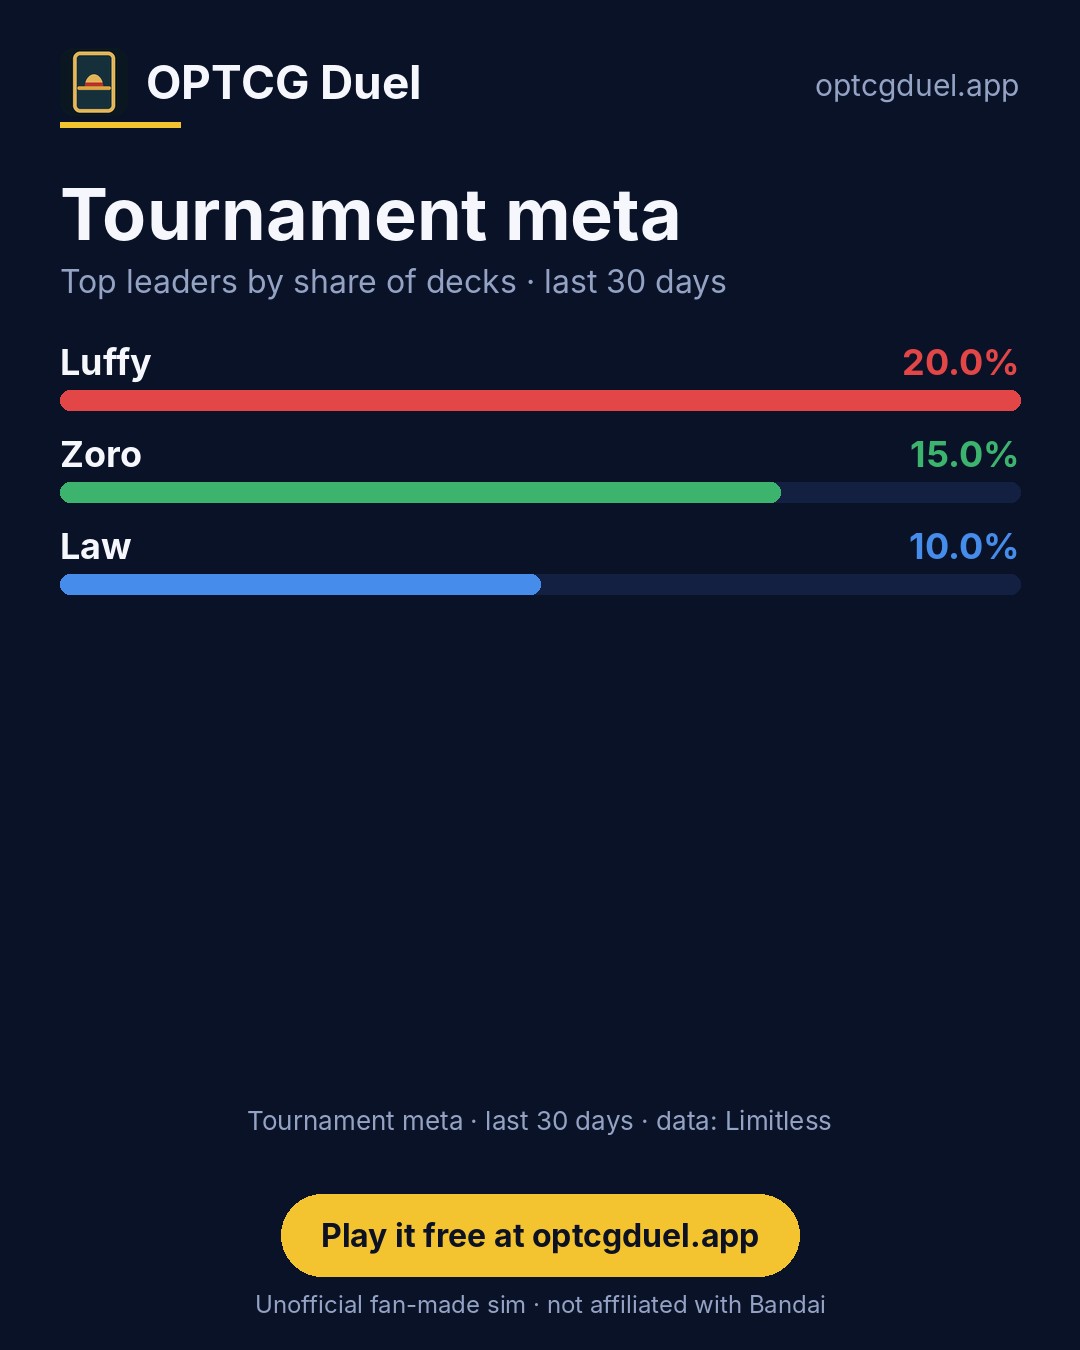 OPTCG Duel
optcgduel.app
Tournament meta
Top leaders by share of decks · last 30 days
Luffy 20.0%
Zoro 15.0%
Law 10.0%
Tournament meta · last 30 days · data: Limitless
Play it free at optcgduel.app
Unofficial fan-made sim · not affiliated with Bandai